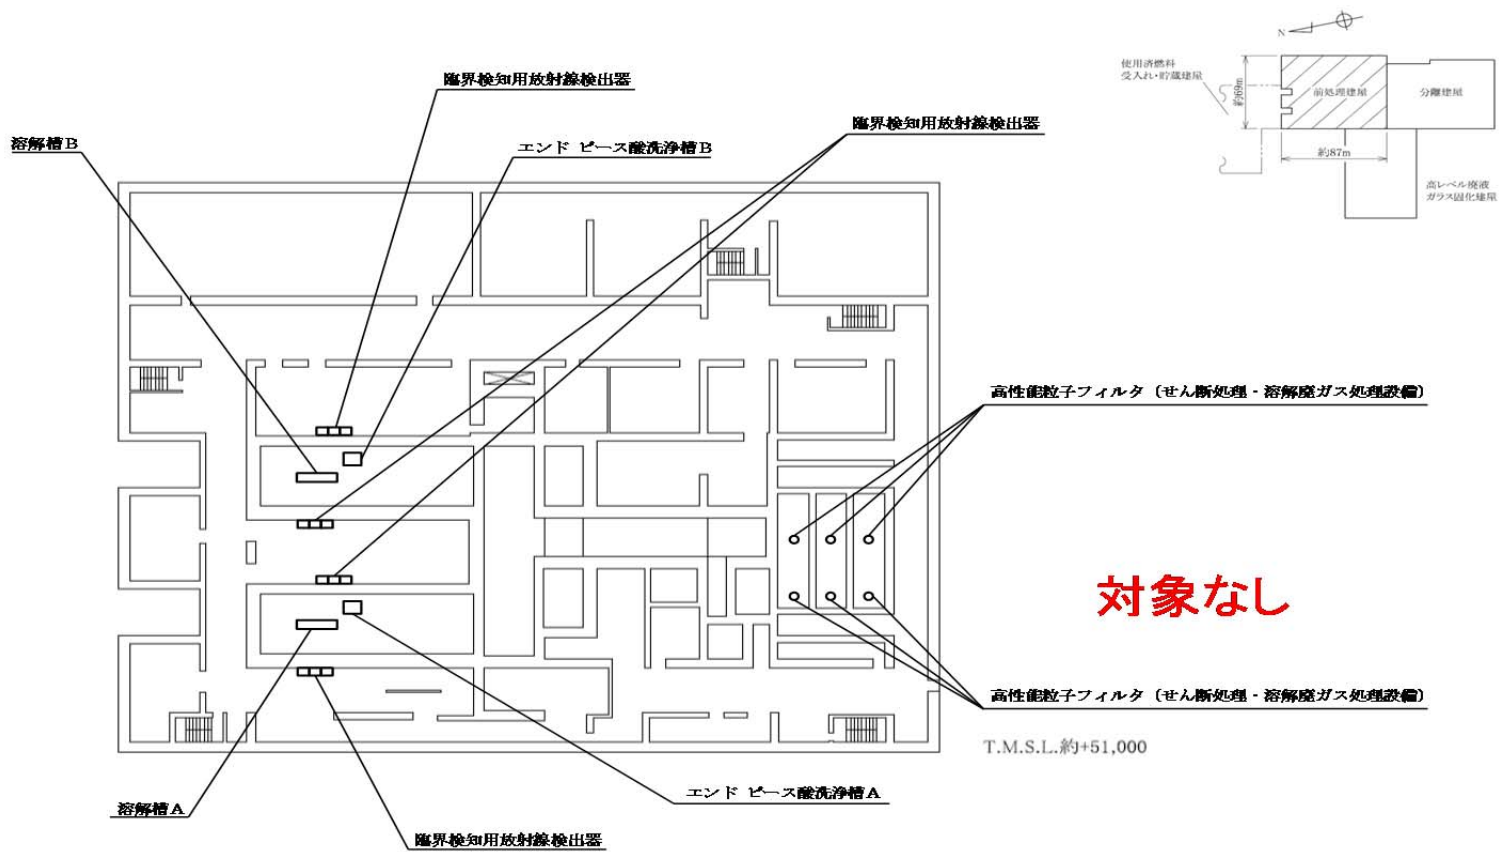 N
使用済燃料
受入れ・貯蔵建屋
約69m
前処理建屋
分離建屋
約87m
高レベル廃液
ガラス固化建屋
臨界検知用放射線検出器
臨界検知用放射線検出器
溶解槽B
エンド ピース酸洗浄槽B
高性能粒子フィルタ（せん断処理・溶解廃ガス処理設備）
対象なし
高性能粒子フィルタ（せん断処理・溶解廃ガス処理設備）
T.M.S.L.約+51,000
エンド ピース酸洗浄槽A
溶解槽A
臨界検知用放射線検出器